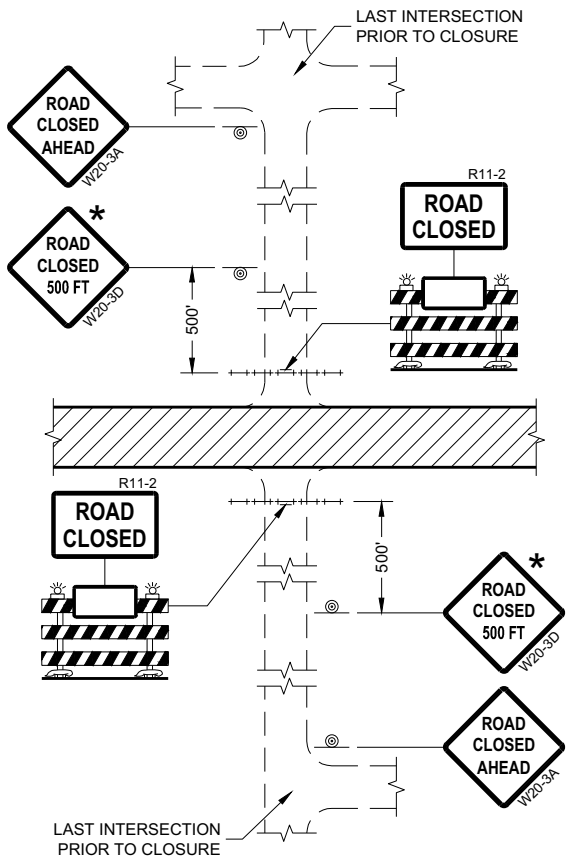 LAST INTERSECTION
PRIOR TO CLOSURE
ROAD
CLOSED
AHEAD
W20-3A
R11-2
ROAD
CLOSED
*
ROAD
CLOSED
500 FT
W20-3D
500'
R11-2
ROAD
CLOSED
500'
*
ROAD
CLOSED
500 FT
W20-3D
ROAD
CLOSED
AHEAD
W20-3A
LAST INTERSECTION
PRIOR TO CLOSURE